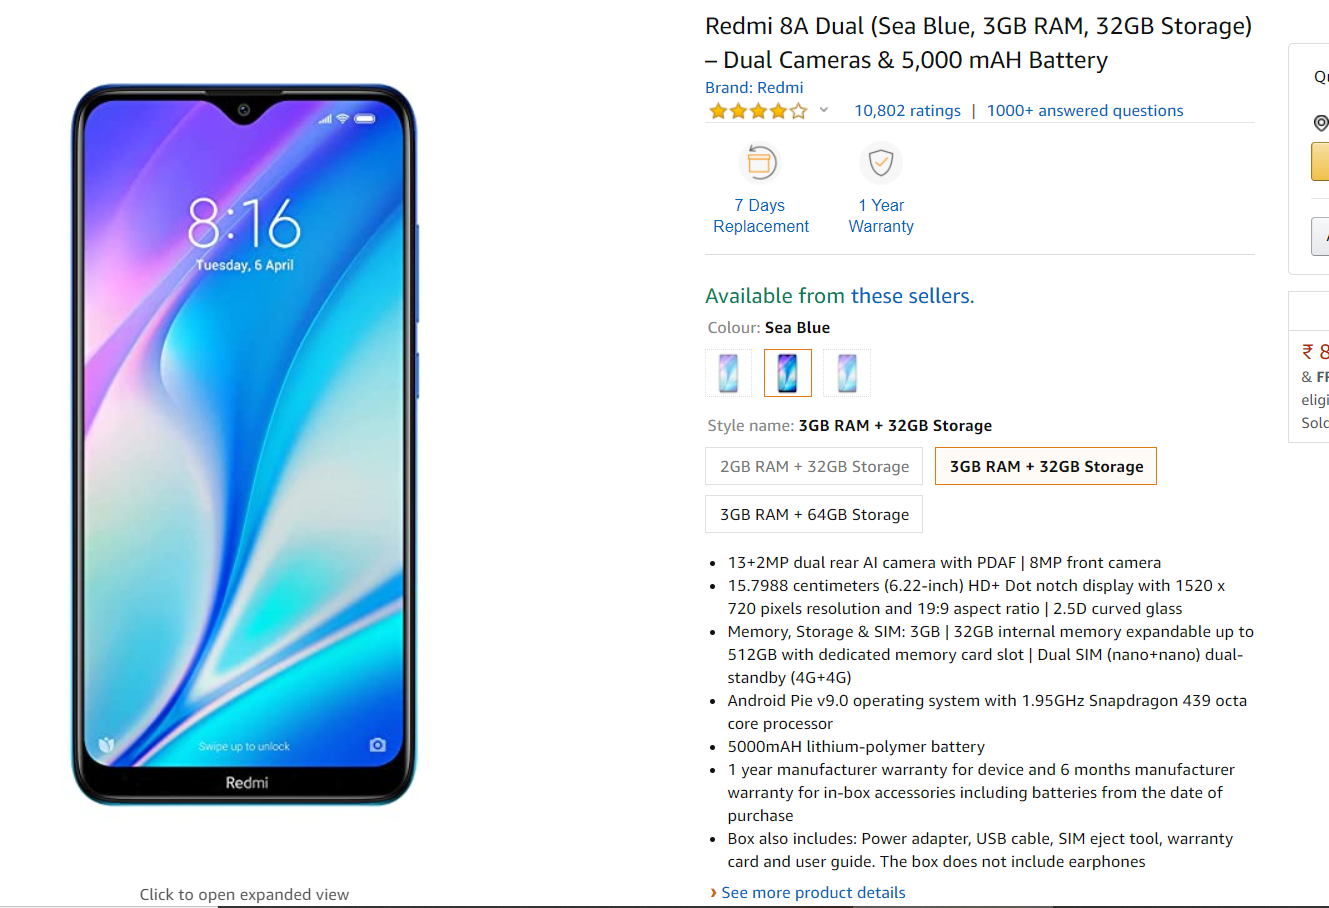 8:16
Tuesday, 6 April
Swipe up to unlock
Redmi
Click to open expanded view
Redmi 8A Dual (Sea Blue, 3GB RAM, 32GB Storage)
– Dual Cameras & 5,000 mAH Battery
Brand: Redmi
10,802 ratings | 1000+ answered questions
7 Days
Replacement
1 Year
Warranty
Available from these sellers.
Colour: Sea Blue
Style name: 3GB RAM + 32GB Storage
2GB RAM + 32GB Storage
3GB RAM + 32GB Storage
3GB RAM + 64GB Storage
• 13+2MP dual rear AI camera with PDAF | 8MP front camera
• 15.7988 centimeters (6.22-inch) HD+ Dot notch display with 1520 x
720 pixels resolution and 19:9 aspect ratio | 2.5D curved glass
• Memory, Storage & SIM: 3GB | 32GB internal memory expandable up to
512GB with dedicated memory card slot | Dual SIM (nano+nano) dual-
standby (4G+4G)
• Android Pie v9.0 operating system with 1.95GHz Snapdragon 439 octa
core processor
• 5000mAH lithium-polymer battery
• 1 year manufacturer warranty for device and 6 months manufacturer
warranty for in-box accessories including batteries from the date of
purchase
• Box also includes: Power adapter, USB cable, SIM eject tool, warranty
card and user guide. The box does not include earphones
› See more product details
₹ 8
&